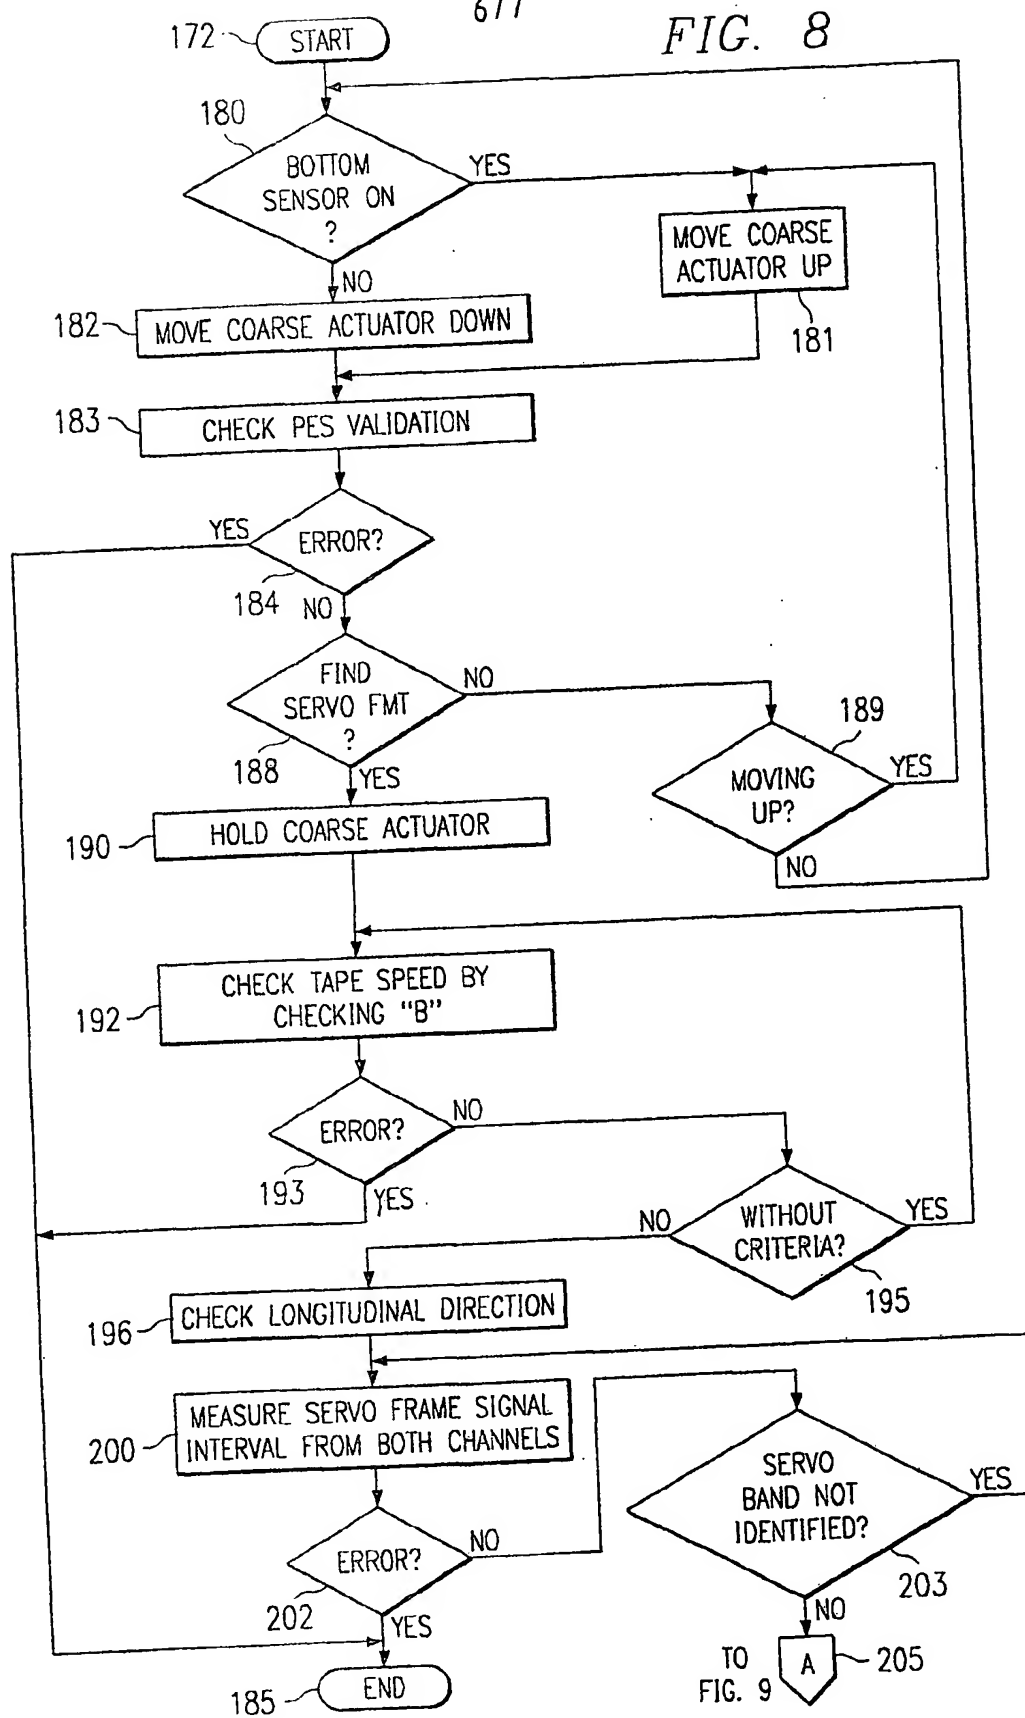 677
FIG. 8
172
START
180
BOTTOM
SENSOR ON
?
YES
NO
MOVE COARSE
ACTUATOR UP
181
182
MOVE COARSE ACTUATOR DOWN
183
CHECK PES VALIDATION
YES
ERROR?
184
NO
FIND
SERVO FMT
?
NO
188
YES
189
MOVING
UP?
YES
NO
190
HOLD COARSE ACTUATOR
192
CHECK TAPE SPEED BY
CHECKING "B"
ERROR?
NO
193
YES
WITHOUT
CRITERIA?
YES
NO
195
196
CHECK LONGITUDINAL DIRECTION
200
MEASURE SERVO FRAME SIGNAL
INTERVAL FROM BOTH CHANNELS
ERROR?
NO
202
YES
SERVO
BAND NOT
IDENTIFIED?
YES
203
NO
TO
FIG. 9
A
205
185
END